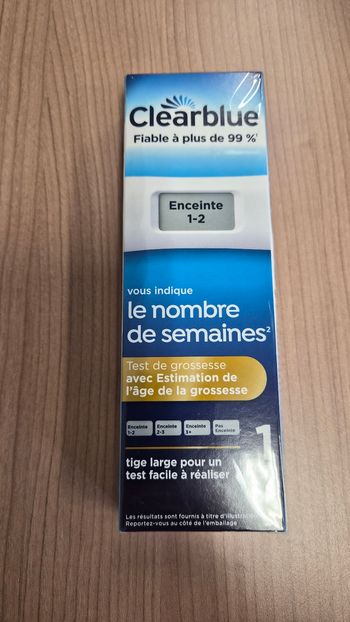 Clearblue
Fiable à plus de 99 %¹
Enceinte
1-2
vous indique
le nombre
de semaines²
Test de grossesse
avec Estimation de
l'âge de la grossesse
Enceinte
1-2
Enceinte
2-3
Enceinte
3+
Pas
Enceinte
1
tige large pour un
test facile à réaliser
Les résultats sont fournis à titre d'illustration
Reportez-vous au côté de l'emballage